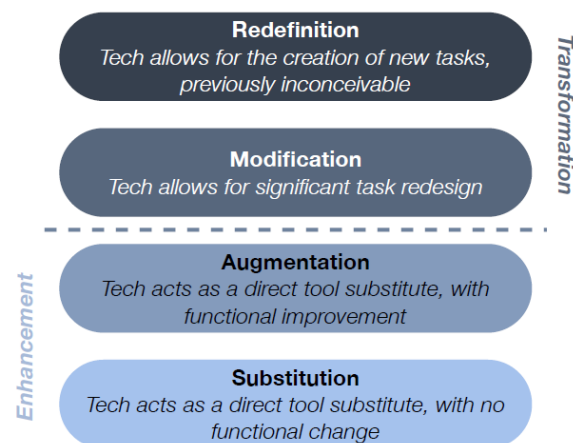 Redefinition
Tech allows for the creation of new tasks,
previously inconceivable
Modification
Tech allows for significant task redesign
Transformation
Augmentation
Tech acts as a direct tool substitute, with
functional improvement
Substitution
Tech acts as a direct tool substitute, with no
functional change
Enhancement